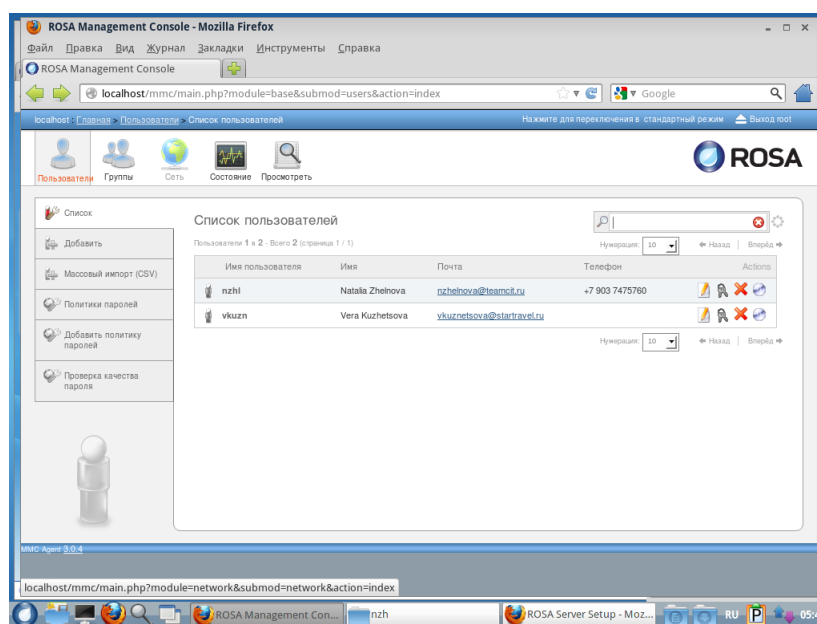 ROSA Management Console - Mozilla Firefox
Файл Правка Вид Журнал Закладки Инструменты Справка
ROSA Management Console
localhost/mmc/main.php?module=base&submod=users&action=index
Google
localhost : Главная > Пользователи > Список пользователей
Нажмите для переключения в стандартный режим
Выход root
Пользователи Группы Сеть Состояние Просмотреть
ROSA
Список
Добавить
Массовый импорт (CSV)
Политики паролей
Добавить политику
паролей
Проверка качества
пароля
Список пользователей
Пользователи 1 в 2 - Всего 2 (страница 1 / 1)
Нумерация: 10 Назад | Вперёд
Имя пользователя Имя Почта Телефон Actions
nzhl Natalia Zhelnova nzhelnova@teamcit.ru +7 903 7475760
vkuzn Vera Kuzhetsova vkuznetsova@startravel.ru
Нумерация: 10 Назад | Вперёд
MMC Agent 3.0.4
localhost/mmc/main.php?module=network&submod=network&action=index
ROSA Management Con...
nzh
ROSA Server Setup - Moz...
RU
P